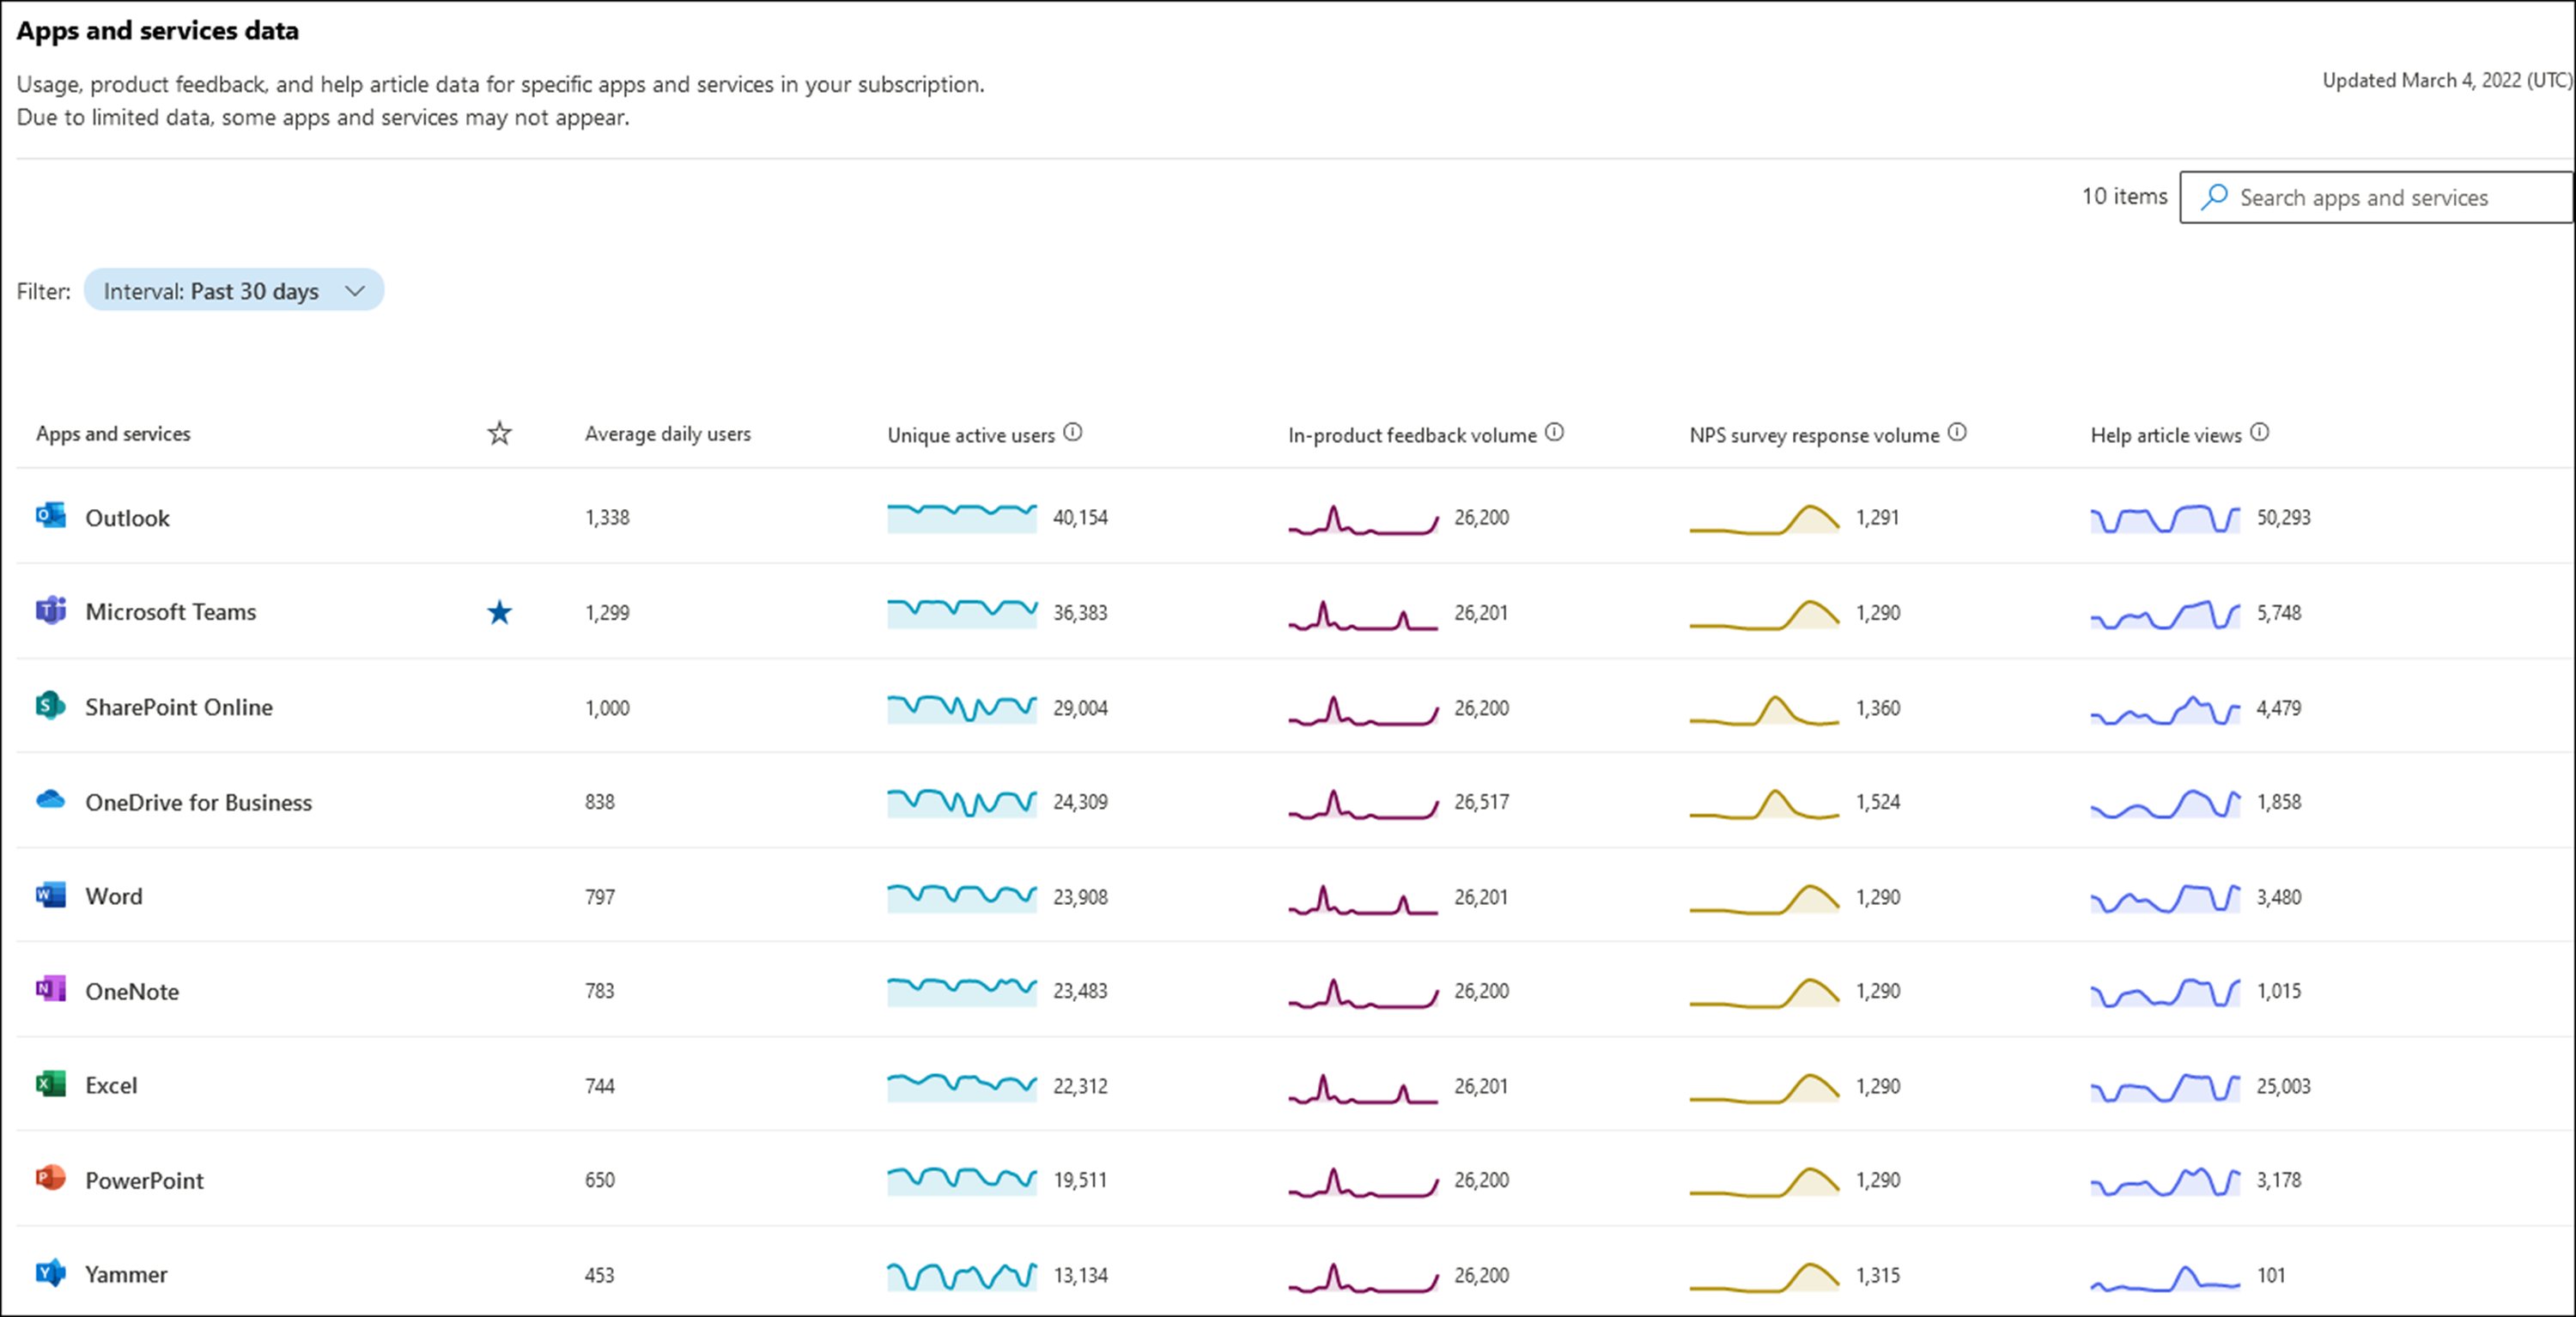 Apps and services data
Usage, product feedback, and help article data for specific apps and services in your subscription.
Due to limited data, some apps and services may not appear.
Updated March 4, 2022 (UTC)
10 items
Search apps and services
Filter: Interval: Past 30 days
Apps and services Average daily users Unique active users In-product feedback volume NPS survey response volume Help article views
Outlook 1,338 40,154 26,200 1,291 50,293
Microsoft Teams 1,299 36,383 26,201 1,290 5,748
SharePoint Online 1,000 29,004 26,200 1,360 4,479
OneDrive for Business 838 24,309 26,517 1,524 1,858
Word 797 23,908 26,201 1,290 3,480
OneNote 783 23,483 26,200 1,290 1,015
Excel 744 22,312 26,201 1,290 25,003
PowerPoint 650 19,511 26,200 1,290 3,178
Yammer 453 13,134 26,200 1,315 101